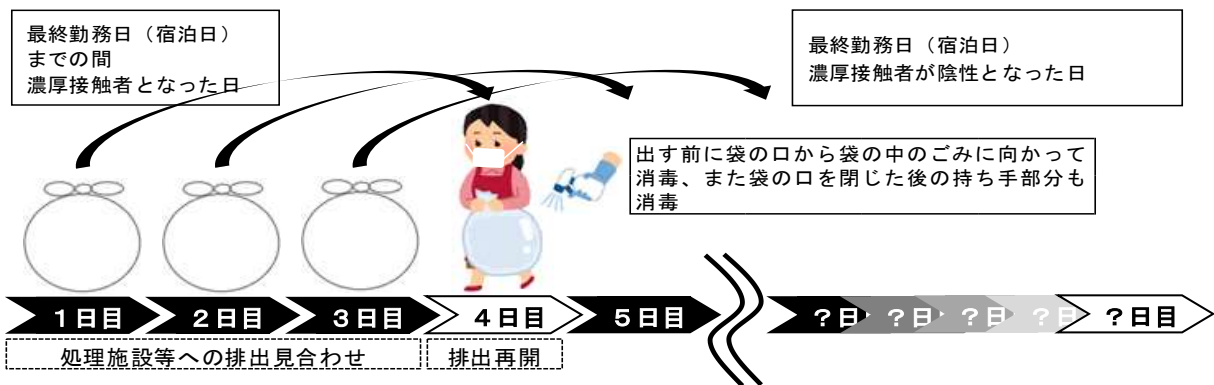 最終勤務日（宿泊日）
までの間
濃厚接触者となった日
最終勤務日（宿泊日）
濃厚接触者が陰性となった日
出す前に袋の口から袋の中のごみに向かって
消毒、また袋の口を閉じた後の持ち手部分も
消毒
1日目
2日目
3日目
4日目
5日目
?日
?日
?日
?日
?日目
処理施設等への排出見合わせ
排出再開